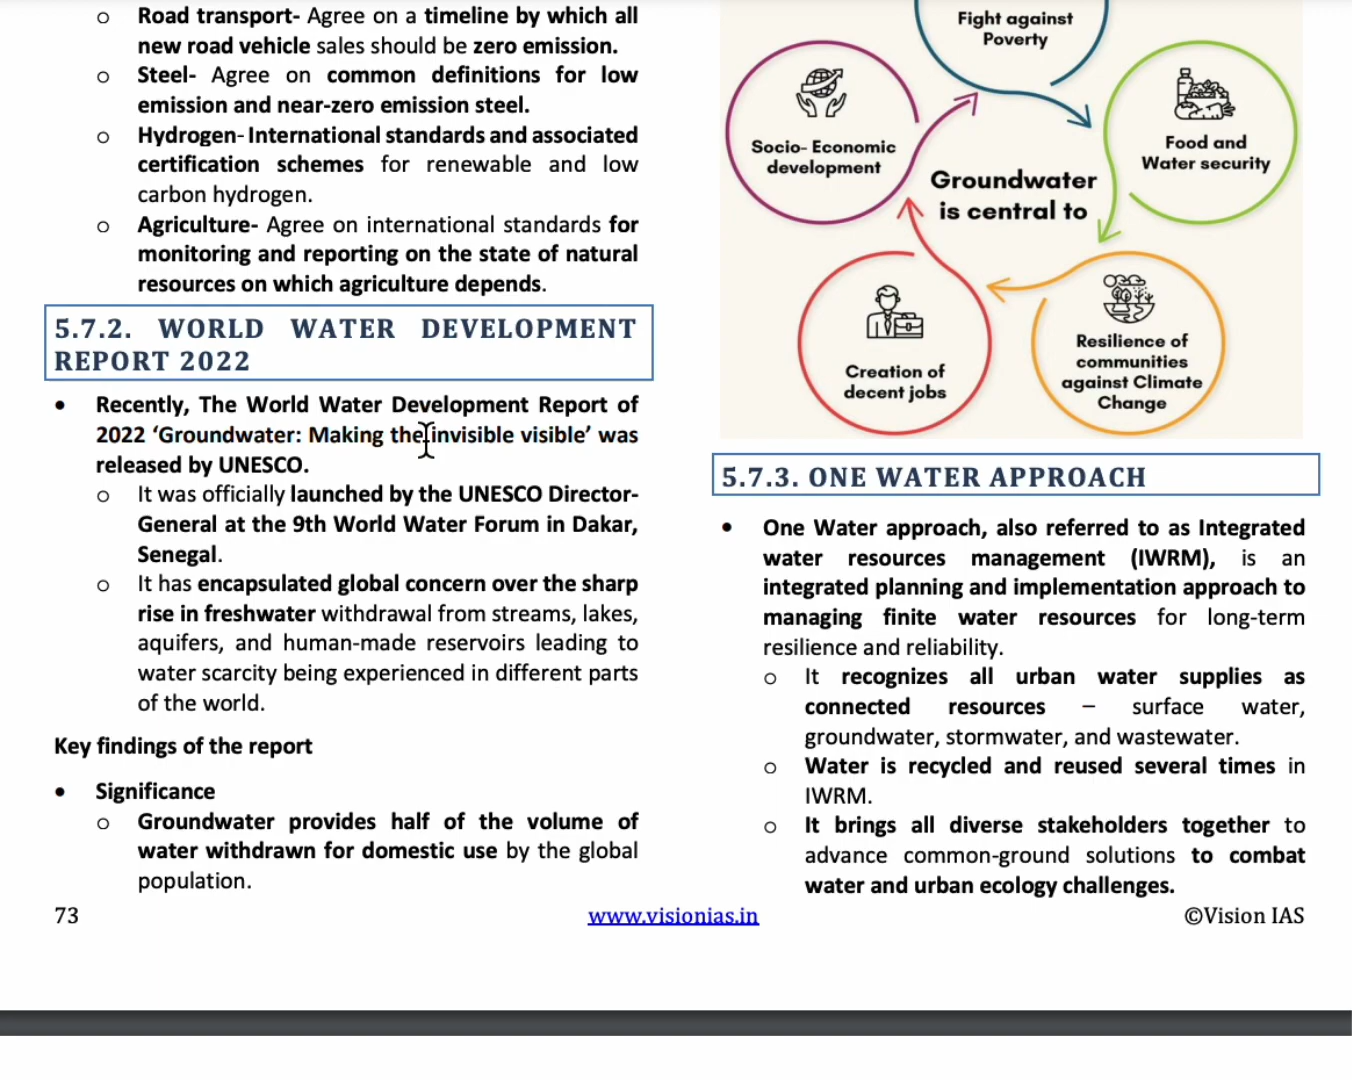 o Road transport- Agree on a timeline by which all
new road vehicle sales should be zero emission.
o Steel- Agree on common definitions for low
emission and near-zero emission steel.
o Hydrogen- International standards and associated
certification schemes for renewable and low
carbon hydrogen.
o Agriculture- Agree on international standards for
monitoring and reporting on the state of natural
resources on which agriculture depends.
5.7.2. WORLD WATER DEVELOPMENT
REPORT 2022
• Recently, The World Water Development Report of
2022 ‘Groundwater: Making the invisible visible’ was
released by UNESCO.
o It was officially launched by the UNESCO Director-
General at the 9th World Water Forum in Dakar,
Senegal.
o It has encapsulated global concern over the sharp
rise in freshwater withdrawal from streams, lakes,
aquifers, and human-made reservoirs leading to
water scarcity being experienced in different parts
of the world.
Key findings of the report
• Significance
o Groundwater provides half of the volume of
water withdrawn for domestic use by the global
population.
Fight against
Poverty
Socio- Economic
development
Food and
Water security
Groundwater
is central to
Creation of
decent jobs
Resilience of
communities
against Climate
Change
5.7.3. ONE WATER APPROACH
• One Water approach, also referred to as Integrated
water resources management (IWRM), is an
integrated planning and implementation approach to
managing finite water resources for long-term
resilience and reliability.
o It recognizes all urban water supplies as
connected resources – surface water,
groundwater, stormwater, and wastewater.
o Water is recycled and reused several times in
IWRM.
o It brings all diverse stakeholders together to
advance common-ground solutions to combat
water and urban ecology challenges.
73
www.visionias.in
©Vision IAS